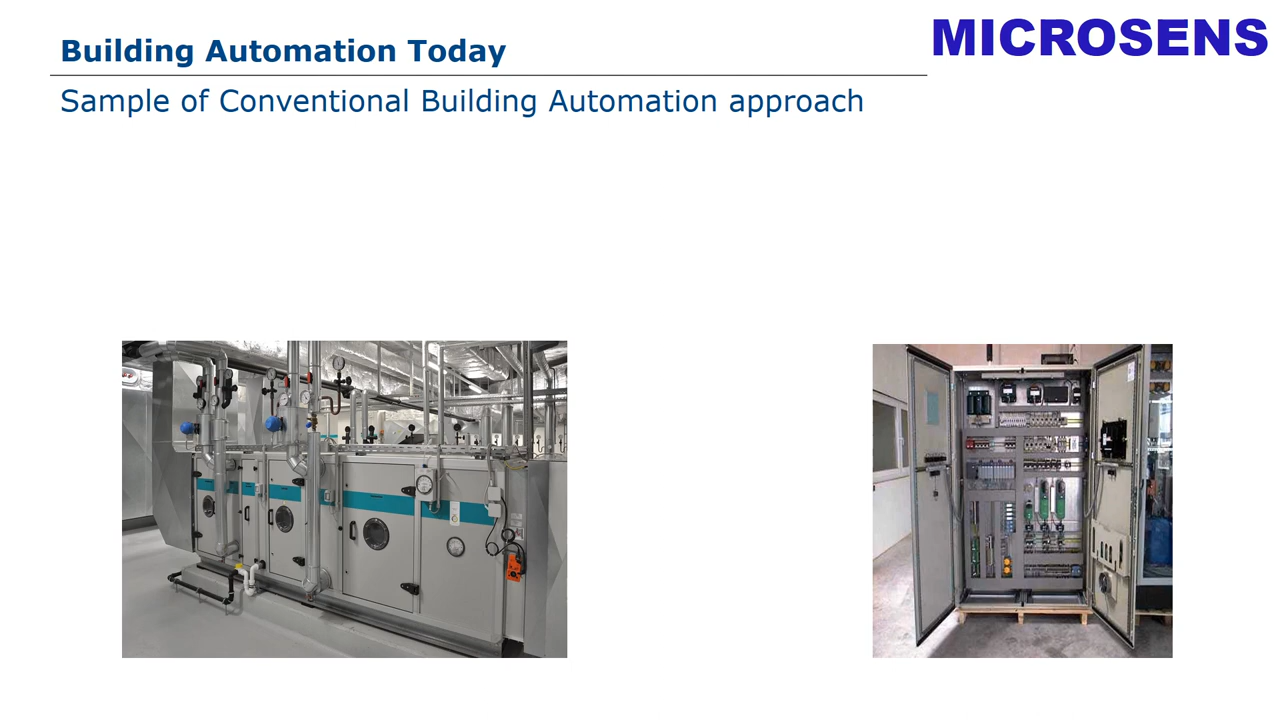 Building Automation Today
MICROSENS
Sample of Conventional Building Automation approach